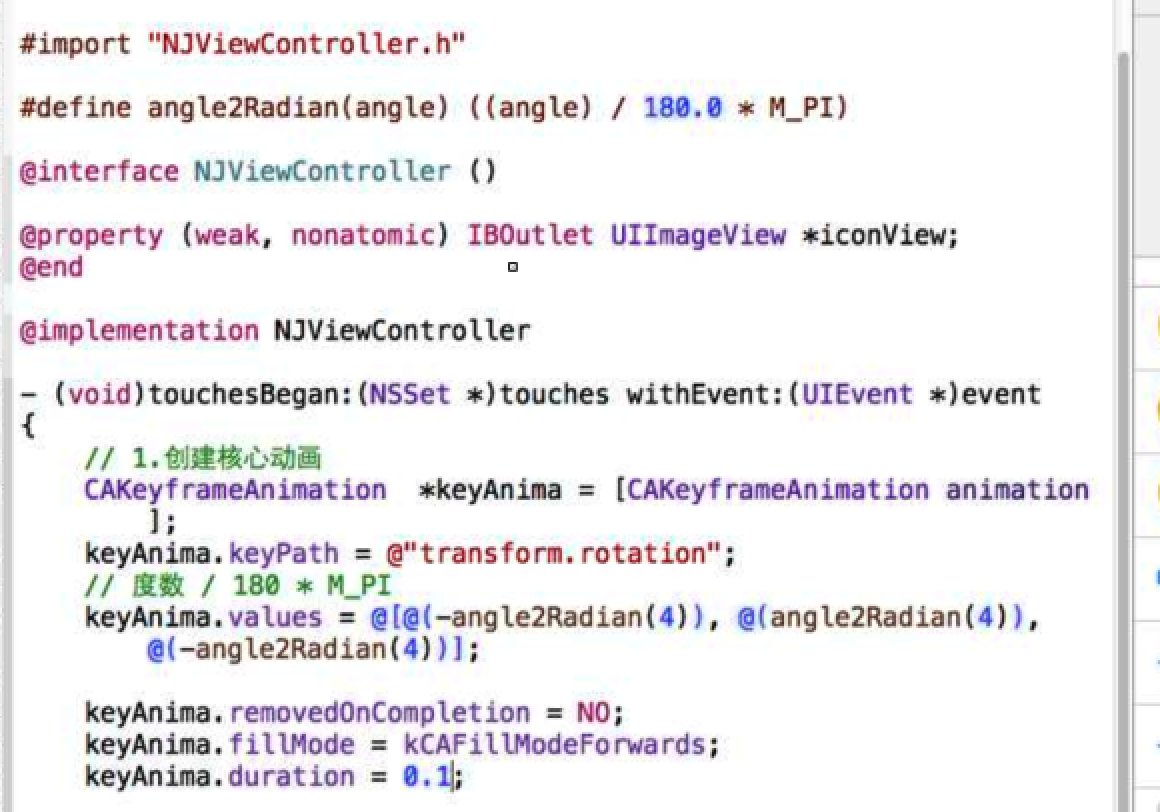 #import "NJViewController.h"
#define angle2Radian(angle) ((angle) / 180.0 * M_PI)
@interface NJViewController ()
@property (weak, nonatomic) IBOutlet UIImageView *iconView;
@end
@implementation NJViewController
- (void)touchesBegan:(NSSet *)touches withEvent:(UIEvent *)event
{
// 1.创建核心动画
CAKeyframeAnimation  *keyAnima = [CAKeyframeAnimation animation
];
keyAnima.keyPath = @"transform.rotation";
// 度数 / 180 * M_PI
keyAnima.values = @[@(-angle2Radian(4)), @(angle2Radian(4)),
@(-angle2Radian(4))];
keyAnima.removedOnCompletion = NO;
keyAnima.fillMode = kCAFillModeForwards;
keyAnima.duration = 0.1;